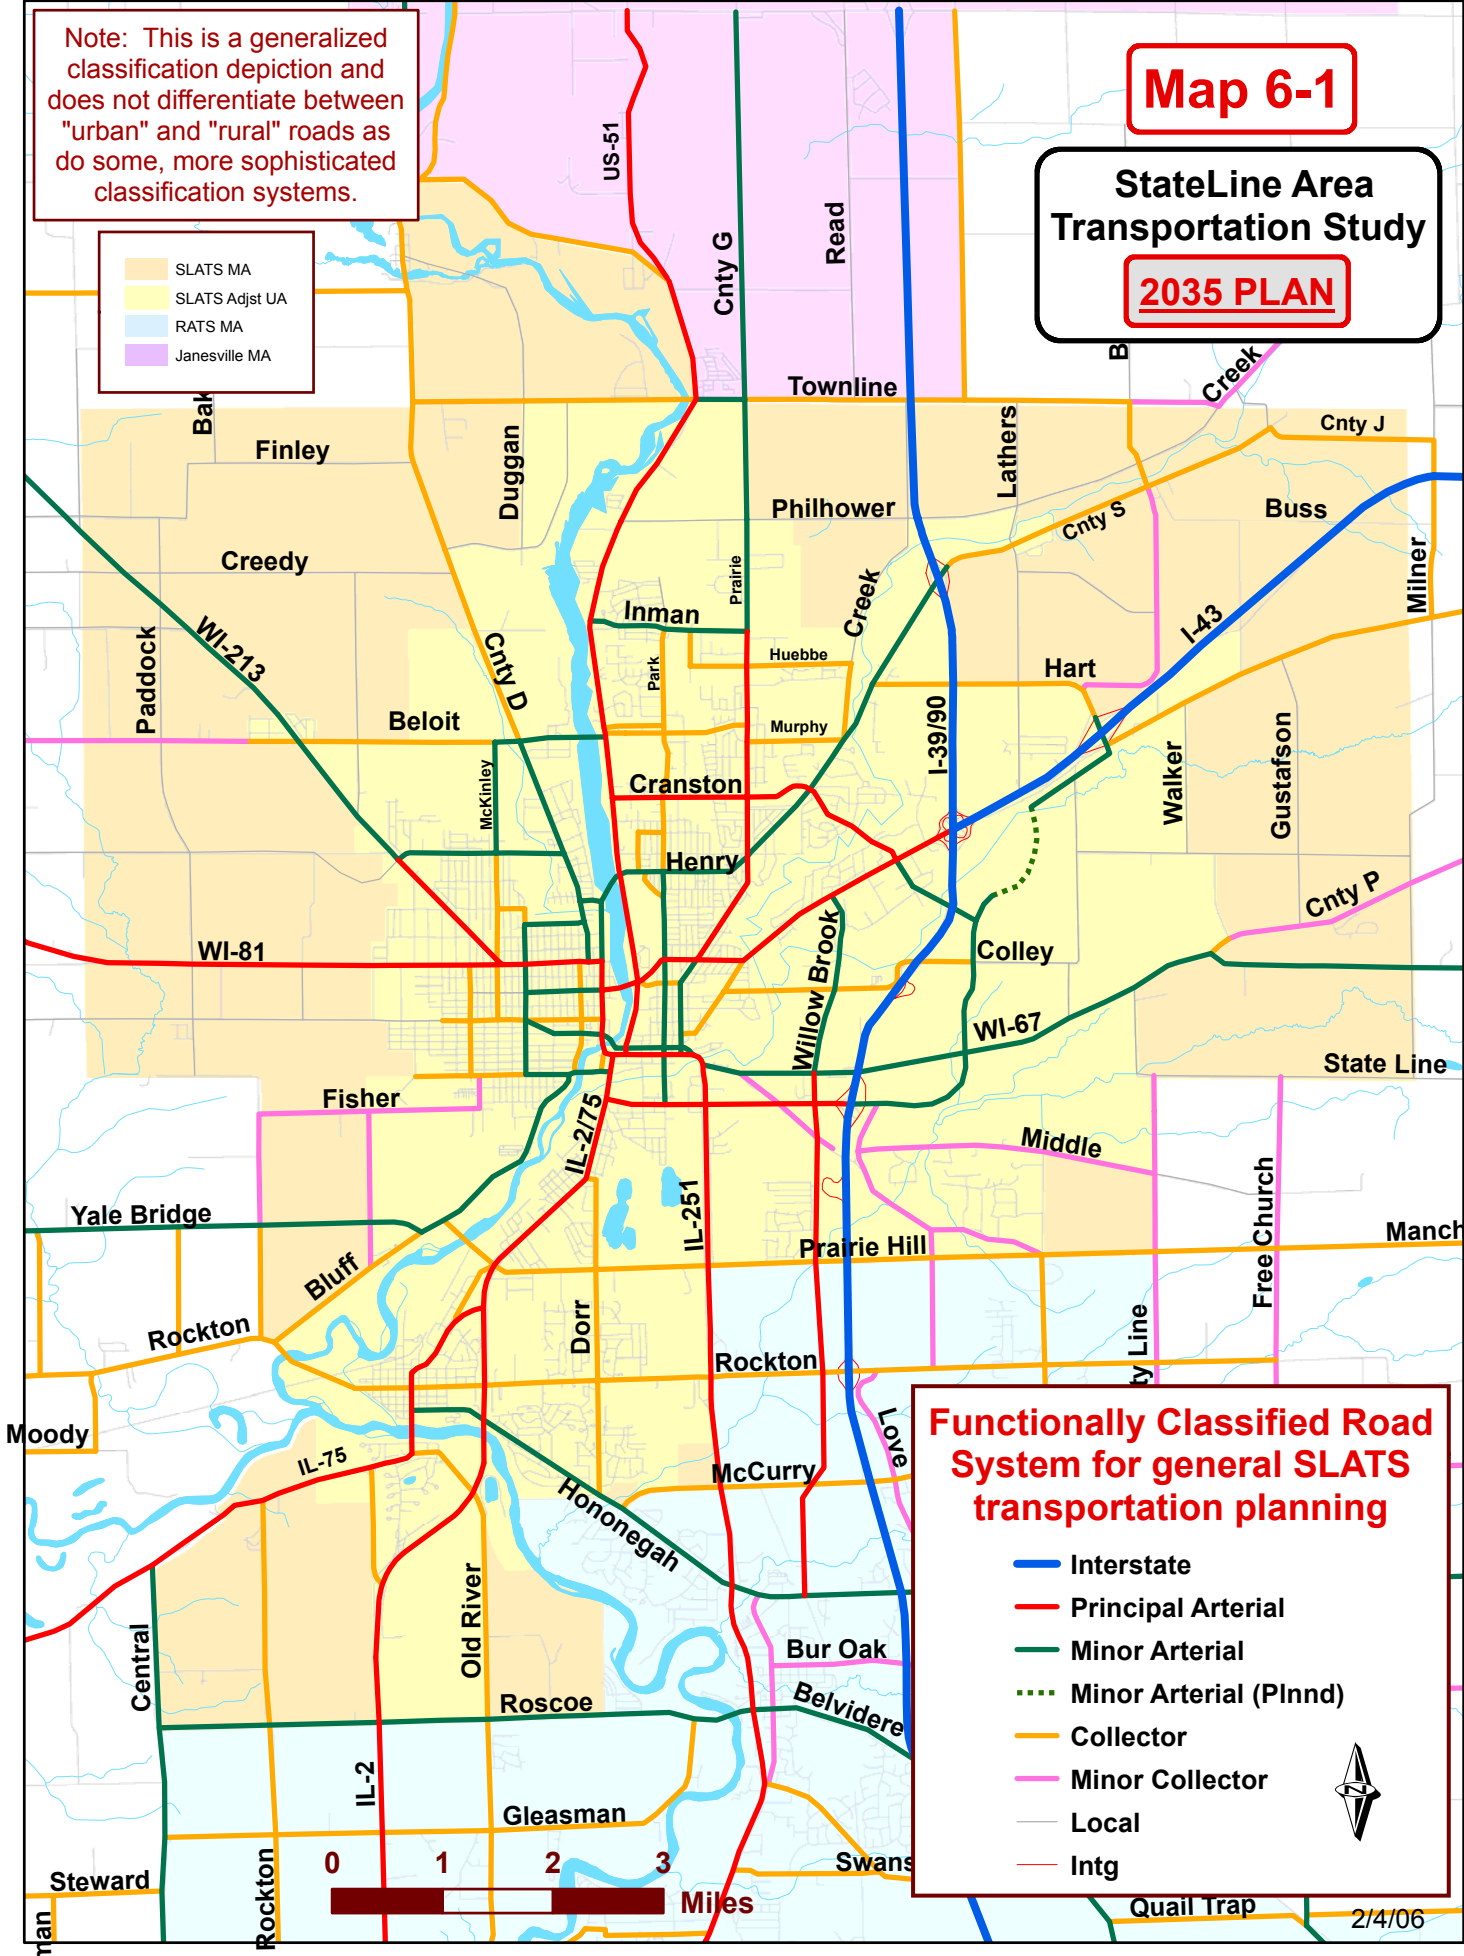 Note: This is a generalized
classification depiction and
does not differentiate between
"urban" and "rural" roads as
do some, more sophisticated
classification systems.
Map 6-1
StateLine Area
Transportation Study
2035 PLAN
SLATS MA
SLATS Adjst UA
RATS MA
Janesville MA
US-51
Cnty G
Read
Townline
B
Creek
Bak
Finley
Duggan
Lathers
Cnty J
Philhower
Cnty S
Buss
Creedy
Prairie
Milner
Inman
Creek
I-43
Paddock
WI-213
Cnty D
Park
Huebbe
Hart
Beloit
Murphy
I-39/90
McKinley
Cranston
Walker
Gustafson
Henry
Cnty P
WI-81
Willow Brook
Colley
WI-67
State Line
Fisher
IL-2/75
Middle
Yale Bridge
IL-251
Free Church
Manch
Prairie Hill
Bluff
Rockton
Dorr
Rockton
ty Line
Moody
IL-75
Love
McCurry
Hononegah
Functionally Classified Road
System for general SLATS
transportation planning
Interstate
Principal Arterial
Minor Arterial
Minor Arterial (Plnnd)
Collector
Minor Collector
Local
Intg
N
Central
Old River
Bur Oak
Roscoe
Belvidere
IL-2
Gleasman
Steward
Rockton
Swans
man
0 1 2 3
Miles
Quail Trap
2/4/06